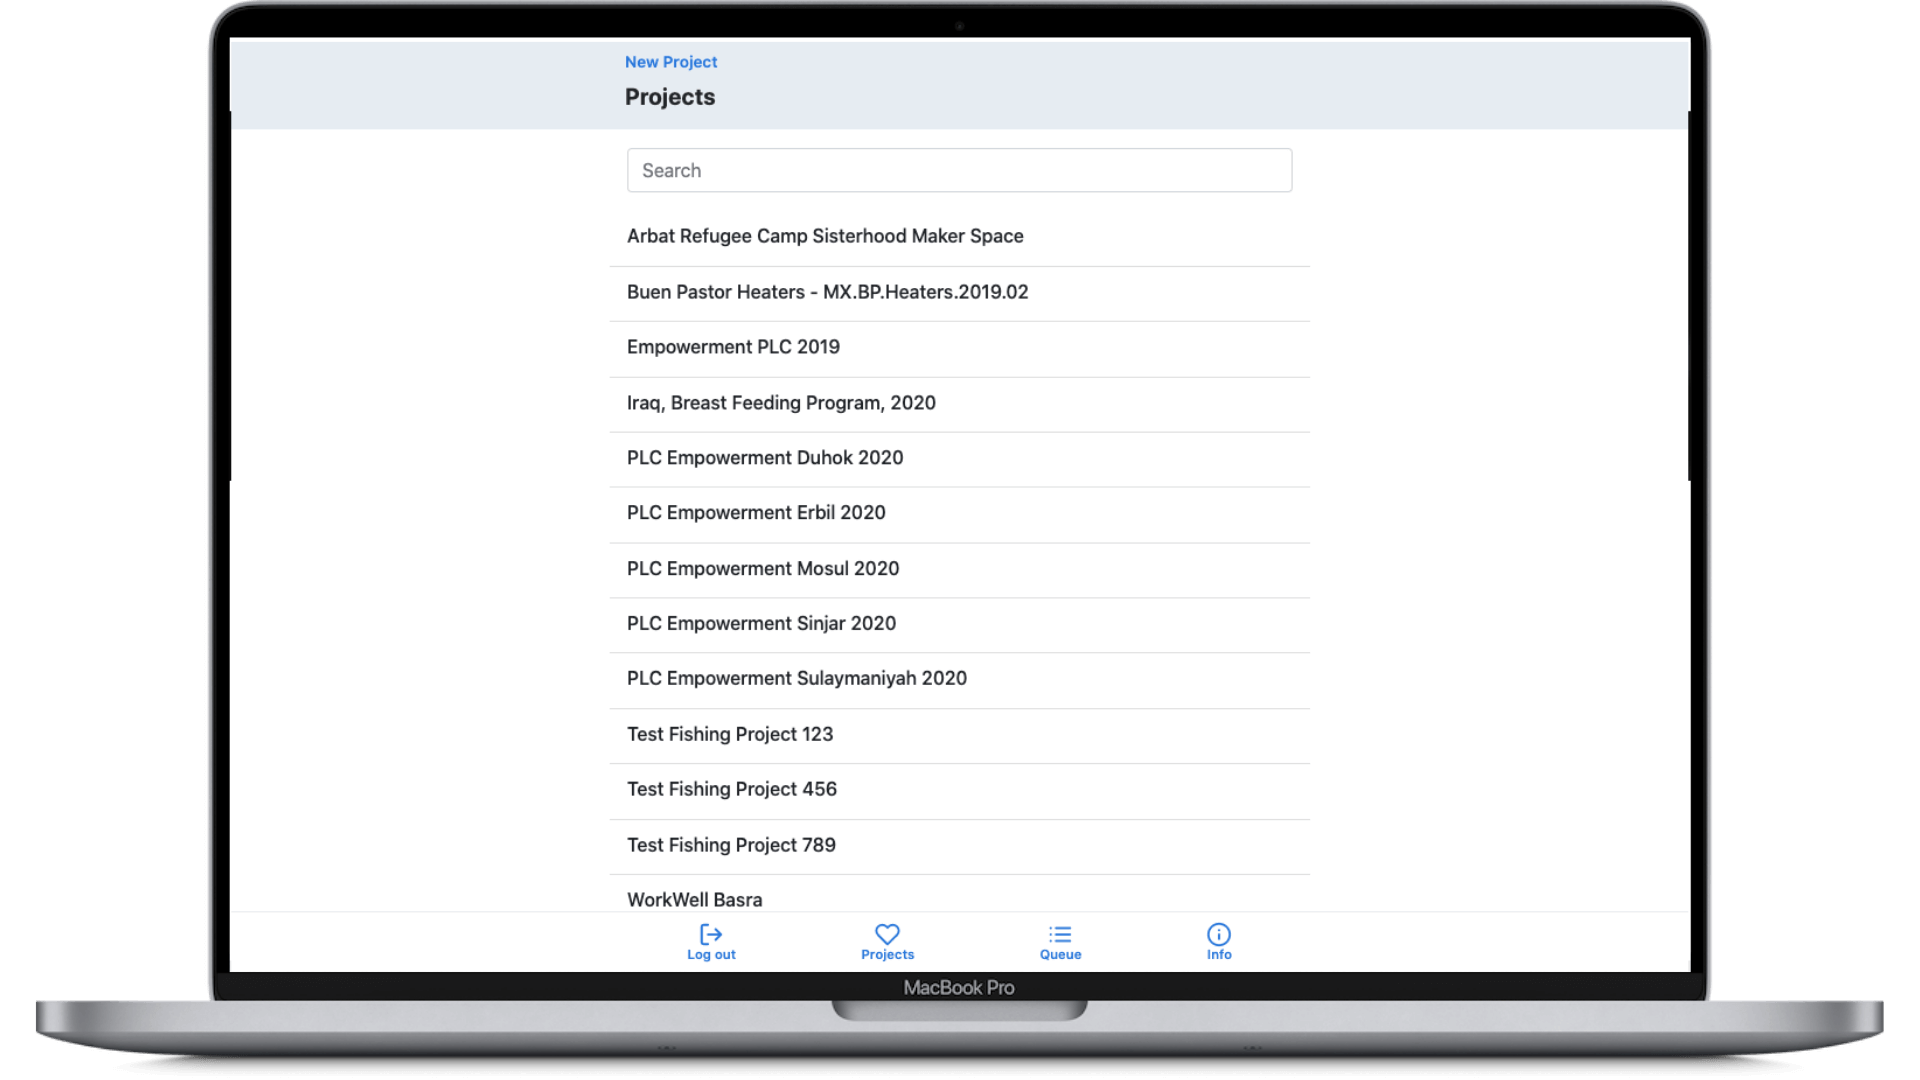 New Project
Projects
Search
Arbat Refugee Camp Sisterhood Maker Space
Buen Pastor Heaters - MX.BP.Heaters.2019.02
Empowerment PLC 2019
Iraq, Breast Feeding Program, 2020
PLC Empowerment Duhok 2020
PLC Empowerment Erbil 2020
PLC Empowerment Mosul 2020
PLC Empowerment Sinjar 2020
PLC Empowerment Sulaymaniyah 2020
Test Fishing Project 123
Test Fishing Project 456
Test Fishing Project 789
WorkWell Basra
Log out
Projects
Queue
Info
MacBook Pro